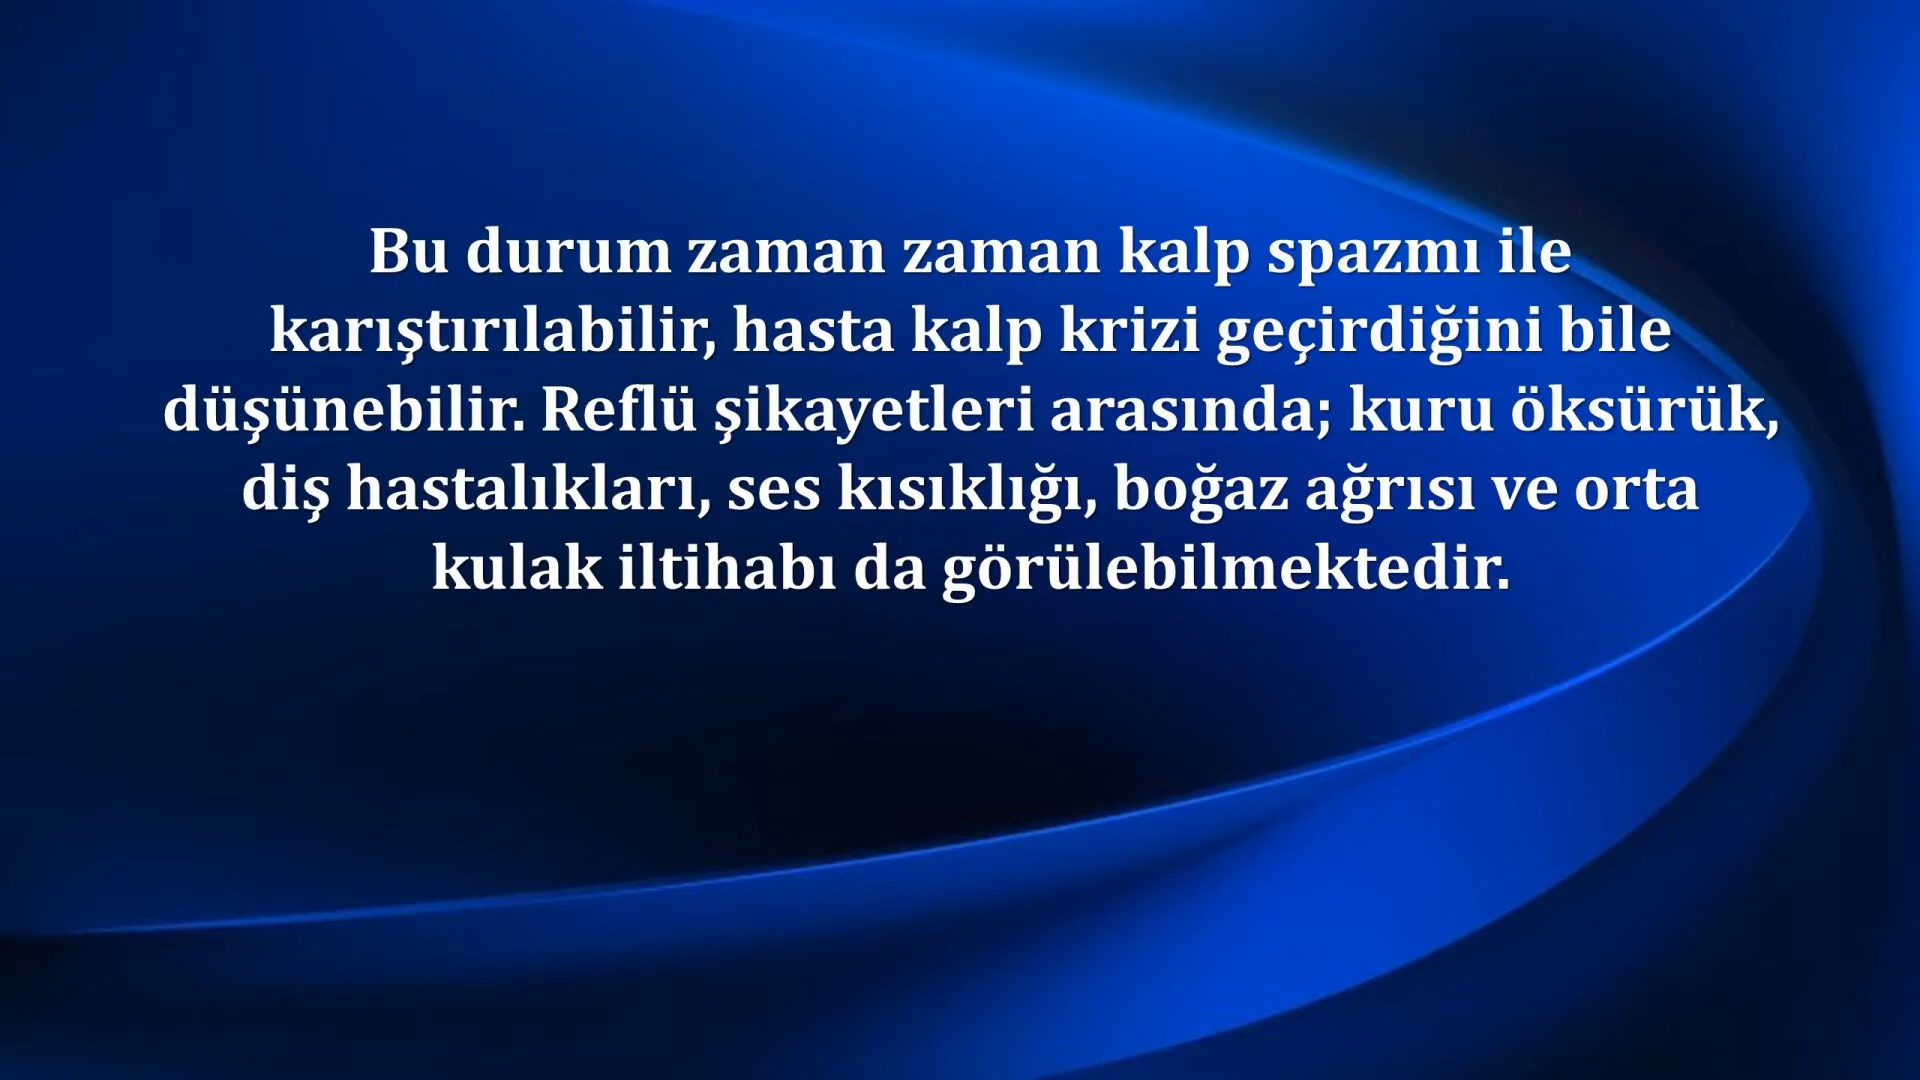 Bu durum zaman zaman kalp spazmı ile
karıştırılabilir, hasta kalp krizi geçirdiğini bile
düşünebilir. Reflü şikayetleri arasında; kuru öksürük,
diş hastalıkları, ses kısıklığı, boğaz ağrısı ve orta
kulak iltihabı da görülebilmektedir.